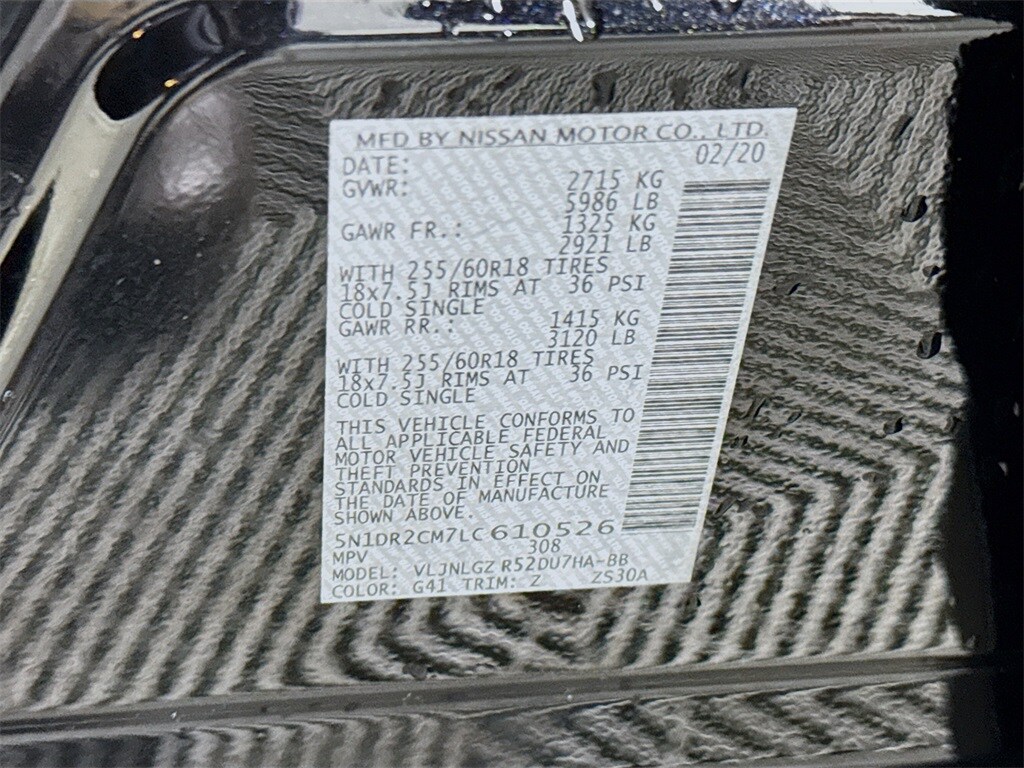 MFD BY NISSAN MOTOR CO., LTD.
DATE: 02/20
GVWR: 2715 KG
5986 LB
GAWR FR.: 1325 KG
2921 LB
WITH 255/60R18 TIRES
18x7.5J RIMS AT 36 PSI
COLD SINGLE
GAWR RR.: 1415 KG
3120 LB
WITH 255/60R18 TIRES
18x7.5J RIMS AT 36 PSI
COLD SINGLE
THIS VEHICLE CONFORMS TO
ALL APPLICABLE FEDERAL
MOTOR VEHICLE SAFETY AND
THEFT PREVENTION
STANDARDS IN EFFECT ON
THE DATE OF MANUFACTURE
SHOWN ABOVE.
5N1DR2CM7LC610526
MPV 308
MODEL: VLJNLGZ R52DU7HA-BB
COLOR: G41 TRIM: Z ZS30A